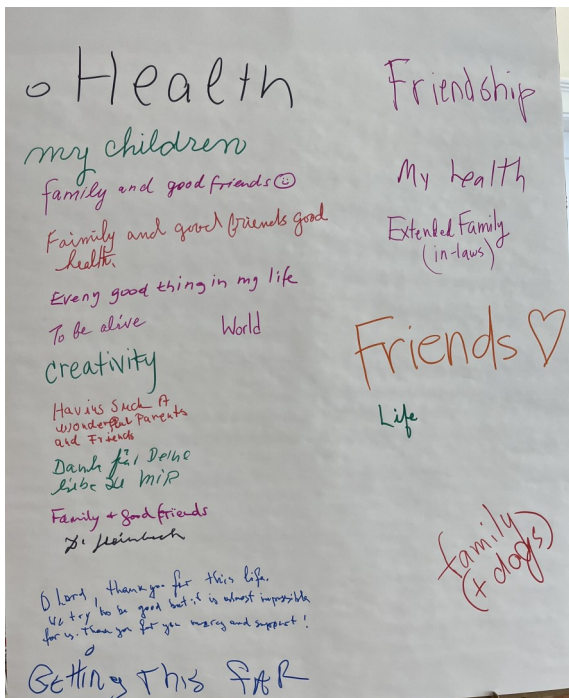 Health
Friendship
my children
family and good friends☺
My health
Faimily and good friends good
health.
Extended Family
(in-laws)
Every good thing in my life
To be alive
World
Friends ♡
creativity
Life
Having Such A
wonderful Parents
and Friends
Dank für Deine
liebe zu mir
Family + good friends
family
(+ dogs)
O Lord, thank you for this life.
We try to be good but it is almost impossible
for us. Thank you for you mercy and support!
GETTING THIS FAR